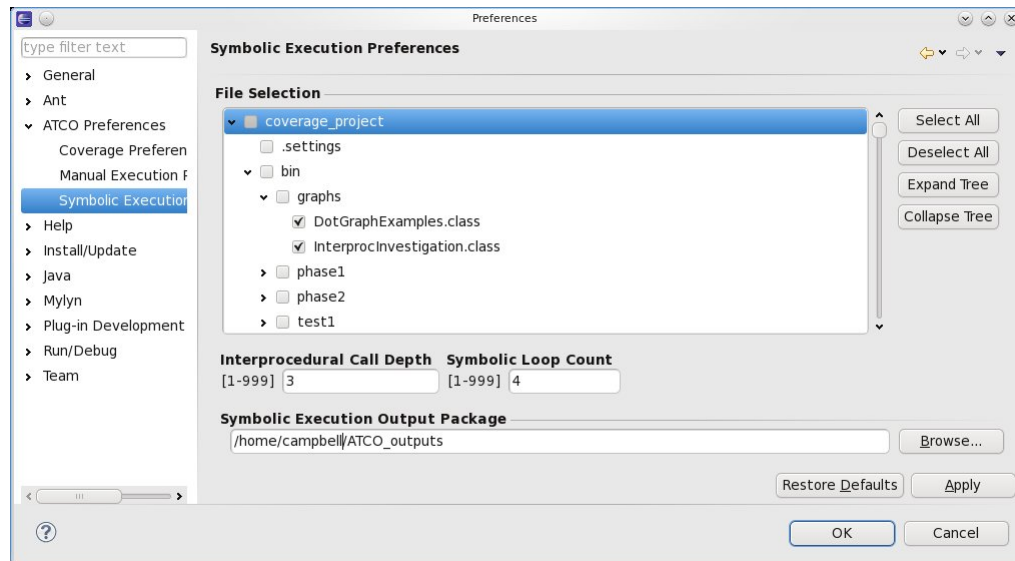 Preferences
type filter text
General
Ant
ATCO Preferences
Coverage Preferen
Manual Execution P
Symbolic Execution
Help
Install/Update
Java
Mylyn
Plug-in Development
Run/Debug
Team
Symbolic Execution Preferences
File Selection
coverage_project
.settings
bin
graphs
DotGraphExamples.class
InterprocInvestigation.class
phase1
phase2
test1
Select All
Deselect All
Expand Tree
Collapse Tree
Interprocedural Call Depth Symbolic Loop Count
[1-999] 3 [1-999] 4
Symbolic Execution Output Package
/home/campbell/ATCO_outputs Browse...
Restore Defaults Apply
? OK Cancel